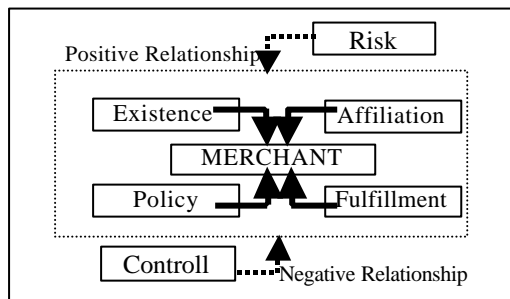 Risk
Positive Relationship
Existence
Affiliation
MERCHANT
Policy
Fulfillment
Controll
Negative Relationship